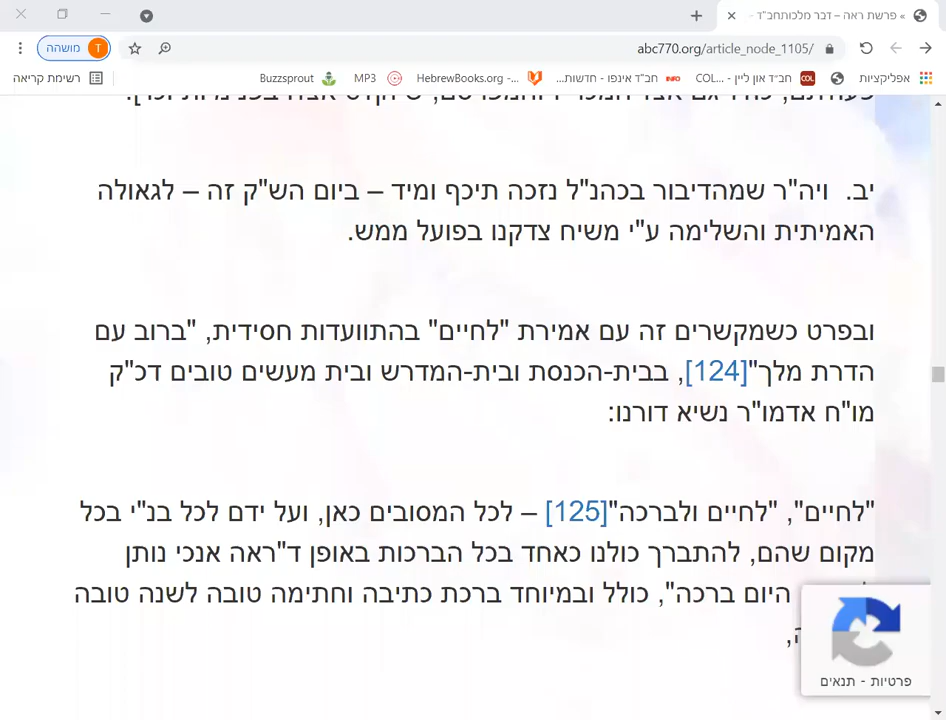 » פרשת ראה – דבר מלכותחב"ד -
abc770.org/article_node_1105/
מושהה
T
אפליקציות
חב״ד און ליין - COL...
COL
חב"ד אינפו - חדשות...
INFO
HebrewBooks.org -...
MP3
Buzzsprout
רשימת קריאה
יב. ויה"ר שמהדיבור בכהנ"ל נזכה תיכף ומיד – ביום הש"ק זה – לגאולה
האמיתית והשלימה ע"י משיח צדקנו בפועל ממש.
ובפרט כשמקשרים זה עם אמירת "לחיים" בהתוועדות חסידית, "ברוב עם
הדרת מלך"[124], בבית-הכנסת ובית-המדרש ובית מעשים טובים דכ"ק
מו"ח אדמו"ר נשיא דורנו:
"לחיים", "לחיים ולברכה"[125] – לכל המסובים כאן, ועל ידם לכל בנ"י בכל
מקום שהם, להתברך כולנו כאחד בכל הברכות באופן ד"ראה אנכי נותן
היום ברכה", כולל ובמיוחד ברכת כתיבה וחתימה טובה לשנה טובה
פרטיות - תנאים